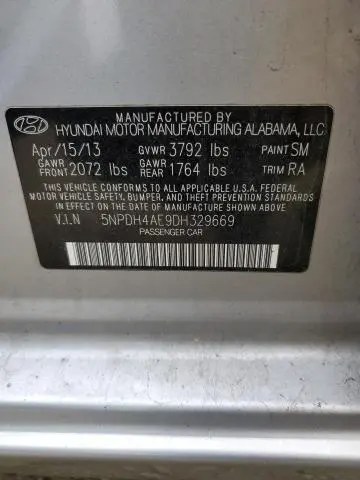 MANUFACTURED BY
HYUNDAI MOTOR MANUFACTURING ALABAMA, LLC
Apr/15/13 GVWR 3792 lbs PAINT SM
GAWR FRONT 2072 lbs GAWR REAR 1764 lbs TRIM RA
THIS VEHICLE CONFORMS TO ALL APPLICABLE U.S.A. FEDERAL
MOTOR VEHICLE SAFETY, BUMPER, AND THEFT PREVENTION
STANDARDS IN EFFECT ON THE DATE OF MANUFACTURE SHOWN ABOVE.
V.I.N 5NPDH4AE9DH329669
PASSENGER CAR